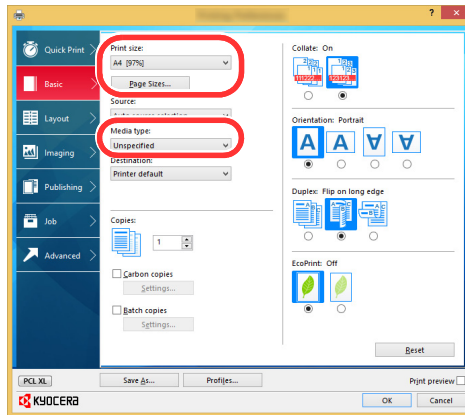 ?
Quick Print
Basic
Layout
Imaging
Publishing
Job
Advanced
Print size:
A4 [97%]
Page Sizes...
Source:
Media type:
Unspecified
Destination:
Printer default
Copies:
1
Carbon copies
Settings...
Batch copies
Settings...
Collate: On
111222...
123123...
Orientation: Portrait
A A A A
Duplex: Flip on long edge
EcoPrint: Off
Reset
PCL XL
Save As...
Profiles...
Print preview
KYOCERA
OK
Cancel